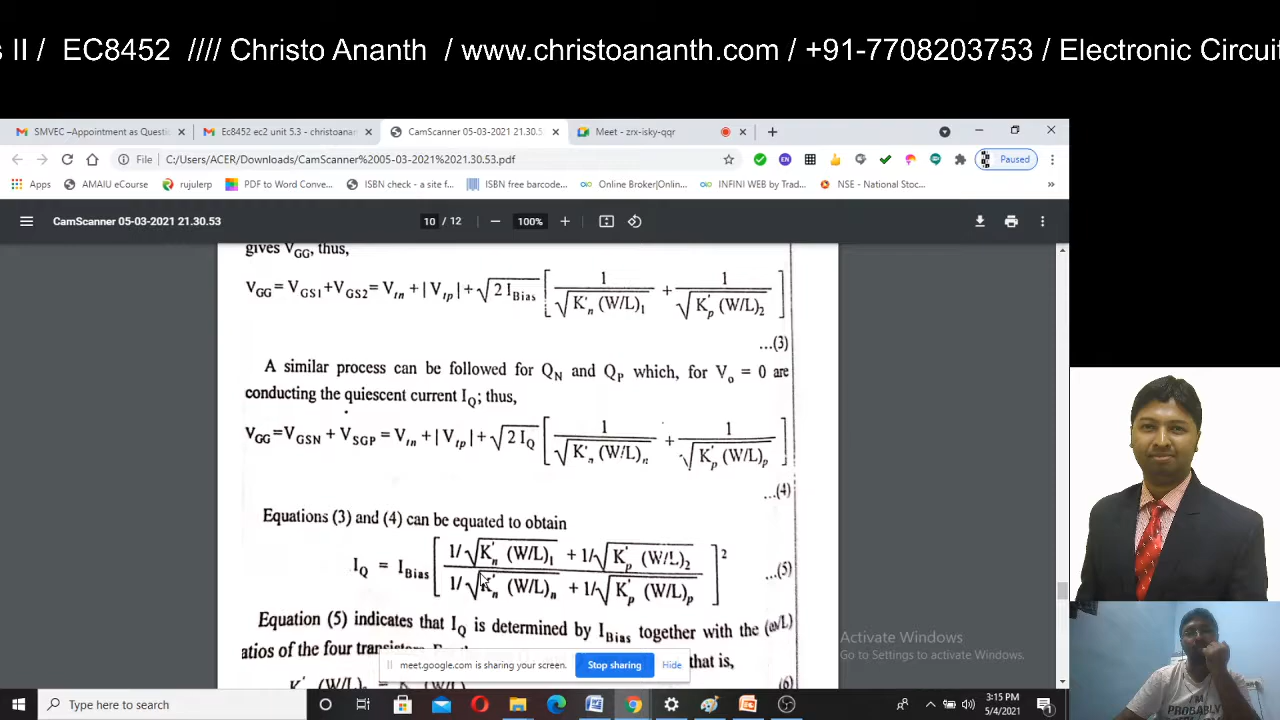 s II / EC8452 //// Christo Ananth / www.christoananth.com / +91-7708203753 / Electronic Circui
SMVEC –Appointment as Questi
Ec8452 ec2 unit 5.3 - christoanan
CamScanner 05-03-2021 21.30.53.
Meet - zrx-isky-qqr
File C:/Users/ACER/Downloads/CamScanner%2005-03-2021%2021.30.53.pdf
Paused
Apps AMAIU eCourse rujulerp PDF to Word Conve... ISBN check - a site f... ISBN free barcode... Online Broker|Onlin... INFINI WEB by Trad... NSE - National Stoc... »
CamScanner 05-03-2021 21.30.53 10 / 12 − 100% +
gives V_GG, thus,
V_GG = V_GS1 + V_GS2 = V_tn + | V_tp | + √(2 I_Bias) [ 1/√(K'_n (W/L)_1) + 1/√(K'_p (W/L)_2) ]
...(3)
A similar process can be followed for Q_N and Q_P which, for V_o = 0 are
conducting the quiescent current I_Q; thus,
V_GG = V_GSN + V_SGP = V_tn + | V_tp | + √(2 I_Q) [ 1/√(K'_n (W/L)_n) + 1/√(K'_p (W/L)_p) ]
...(4)
Equations (3) and (4) can be equated to obtain
I_Q = I_Bias [ (1/√(K'_n (W/L)_1) + 1/√(K'_p (W/L)_2)) / (1/√(K'_n (W/L)_n) + 1/√(K'_p (W/L)_p)) ]^2
...(5)
Equation (5) indicates that I_Q is determined by I_Bias together with the (ω/L)
atios of the four
that is,
(6)
meet.google.com is sharing your screen. Stop sharing Hide
Activate Windows
Go to Settings to activate Windows.
I'M
PROBABLY
Type here to search
EN
3:15 PM
5/4/2021